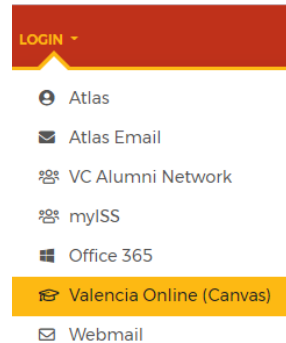 LOGIN
Atlas
Atlas Email
VC Alumni Network
myISS
Office 365
Valencia Online (Canvas)
Webmail